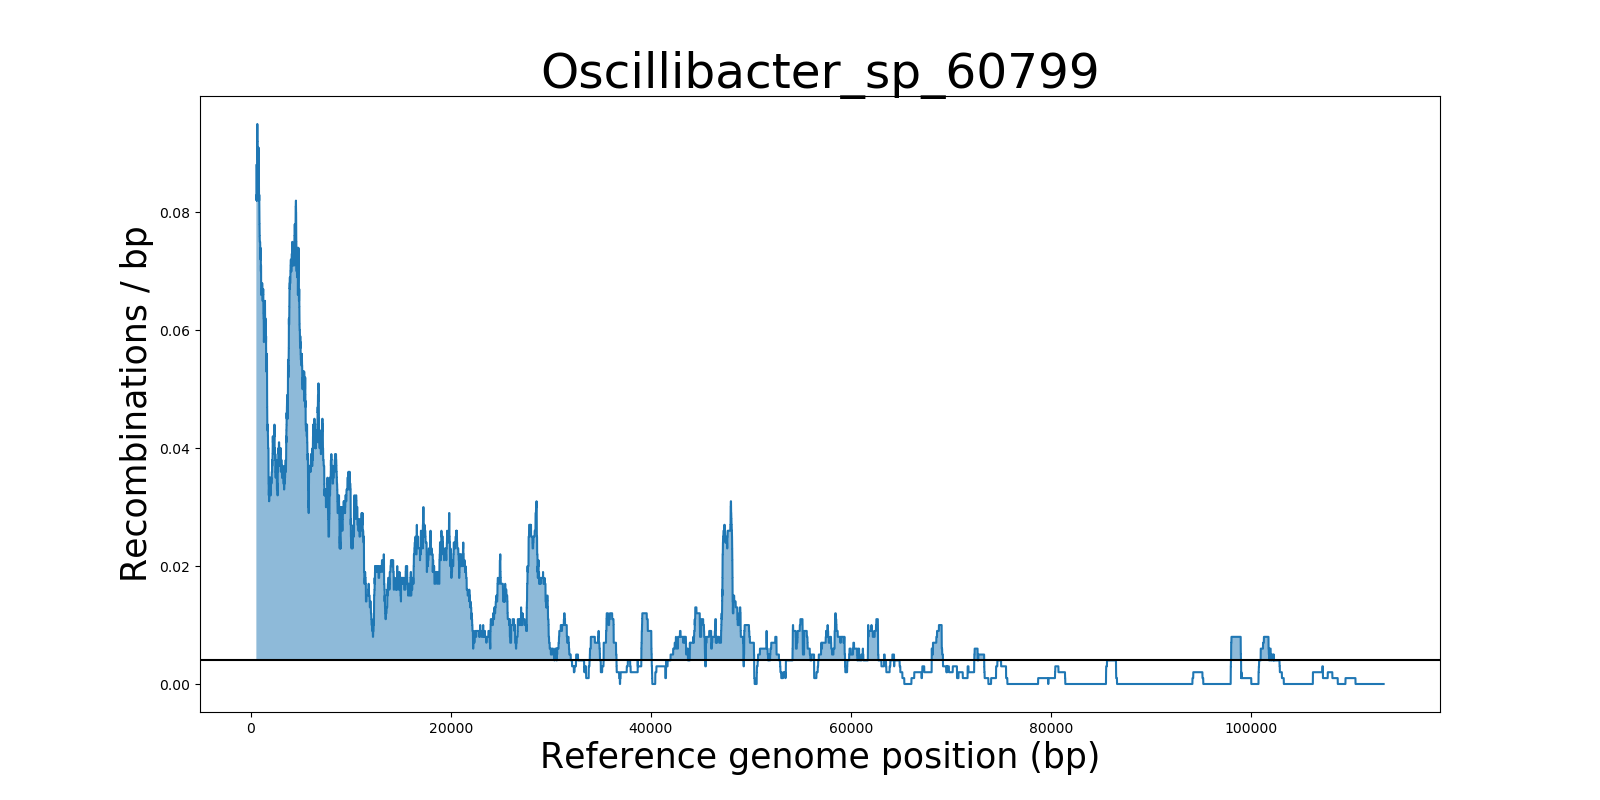 Oscillibacter_sp_60799
Recombinations / bp
0.08
0.06
0.04
0.02
0.00
0 20000 40000 60000 80000 100000
Reference genome position (bp)